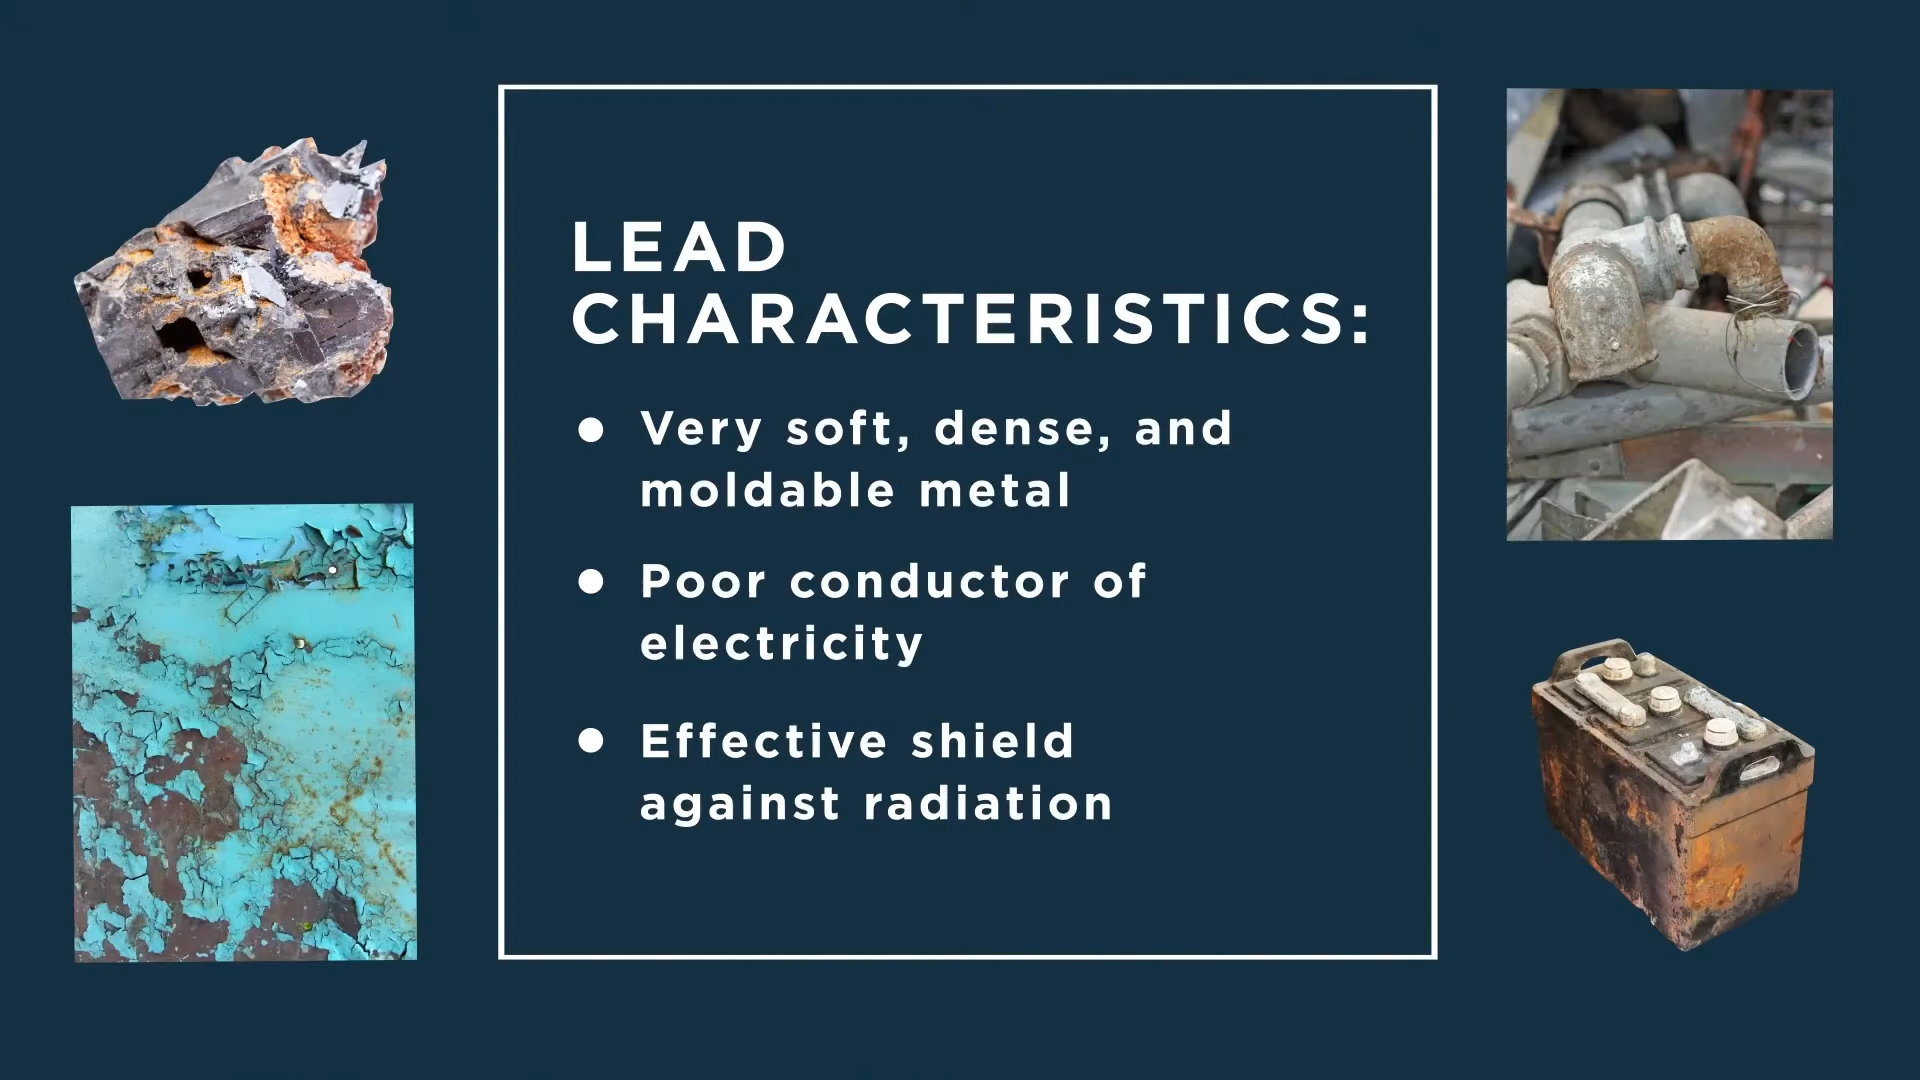 LEAD
CHARACTERISTICS:
● Very soft, dense, and
moldable metal
● Poor conductor of
electricity
● Effective shield
against radiation